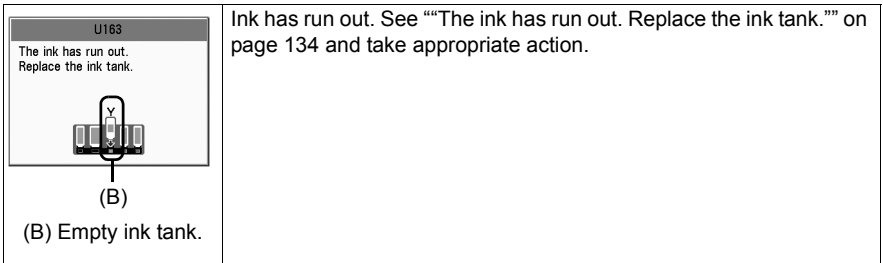 U163
The ink has run out.
Replace the ink tank.
Y
(B)
(B) Empty ink tank.
Ink has run out. See ““The ink has run out. Replace the ink tank.”” on
page 134 and take appropriate action.